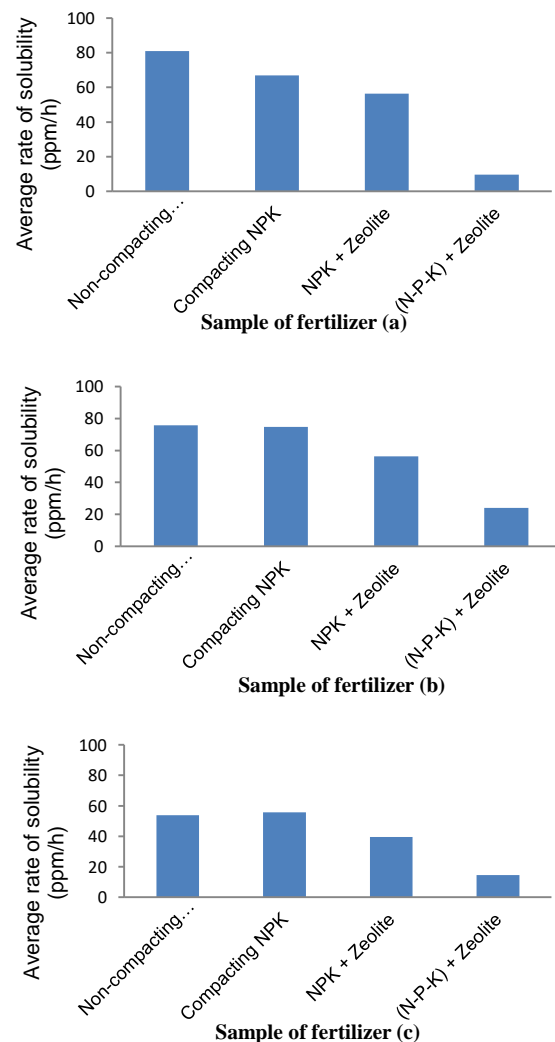 Average rate of solubility
(ppm/h)
100
80
60
40
20
0
Non-compacting…
Compacting NPK
NPK + Zeolite
(N-P-K) + Zeolite
Sample of fertilizer (a)
Average rate of solubility
(ppm/h)
100
80
60
40
20
0
Non-compacting…
Compacting NPK
NPK + Zeolite
(N-P-K) + Zeolite
Sample of fertilizer (b)
Average rate of solubility
(ppm/h)
100
80
60
40
20
0
Non-compacting…
Compacting NPK
NPK + Zeolite
(N-P-K) + Zeolite
Sample of fertilizer (c)